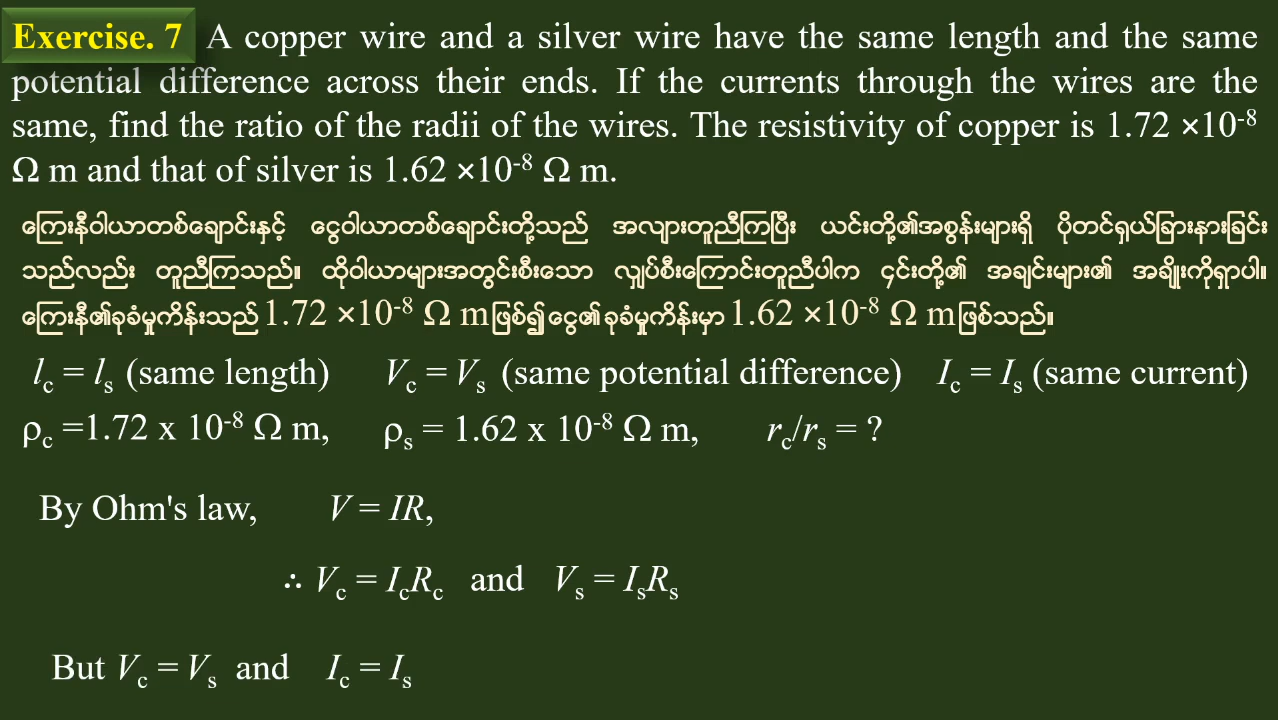 Exercise. 7 A copper wire and a silver wire have the same length and the same
potential difference across their ends. If the currents through the wires are the
same, find the ratio of the radii of the wires. The resistivity of copper is 1.72 ×10⁻⁸
Ω m and that of silver is 1.62 ×10⁻⁸ Ω m.
ကြေးနီဝါယာတစ်ချောင်းနှင့် ငွေဝါယာတစ်ချောင်းတို့သည် အလျားတူညီကြပြီး ယင်းတို့၏အစွန်းများရှိ ပိုတင်ရှယ်ခြားနားခြင်း
သည်လည်း တူညီကြသည်။ ထိုဝါယာများအတွင်းစီးသော လျှပ်စီးကြောင်းတူညီပါက ၄င်းတို့၏ အချင်းများ၏ အချိုးကိုရှာပါ။
ကြေးနီ၏ခုခံမှုကိန်းသည် 1.72 ×10⁻⁸ Ω mဖြစ်၍ ငွေ၏ခုခံမှုကိန်းမှာ 1.62 ×10⁻⁸ Ω mဖြစ်သည်။
l꜀ = lₛ (same length) V꜀ = Vₛ (same potential difference) I꜀ = Iₛ (same current)
ρ꜀ =1.72 x 10⁻⁸ Ω m, ρₛ = 1.62 x 10⁻⁸ Ω m, r꜀/rₛ = ?
By Ohm's law, V = IR,
∴ V꜀ = I꜀R꜀ and Vₛ = IₛRₛ
But V꜀ = Vₛ and I꜀ = Iₛ